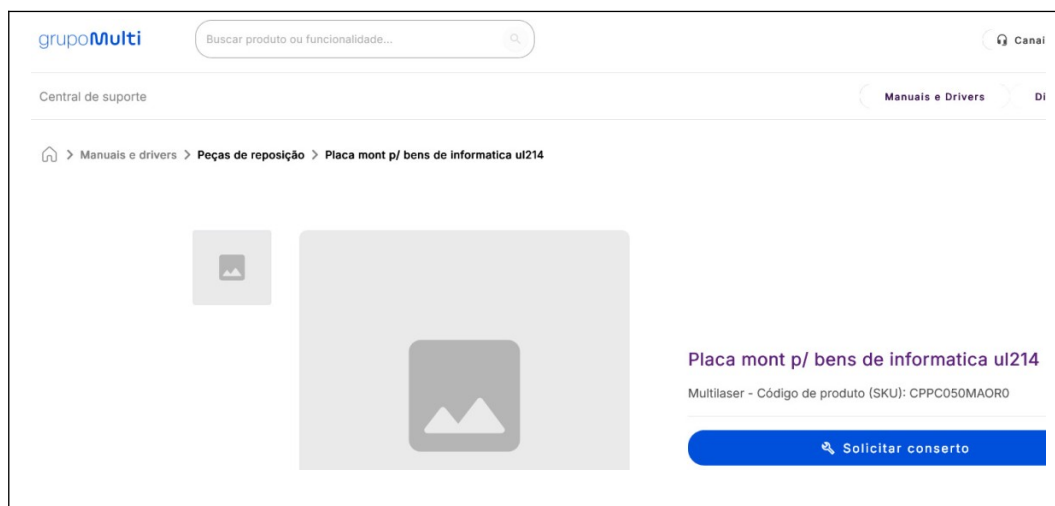 grupoMulti
Buscar produto ou funcionalidade...
Canai
Central de suporte
Manuais e Drivers
Di
Manuais e drivers > Peças de reposição > Placa mont p/ bens de informatica ul214
Placa mont p/ bens de informatica ul214
Multilaser - Código de produto (SKU): CPPC050MAOR0
Solicitar conserto